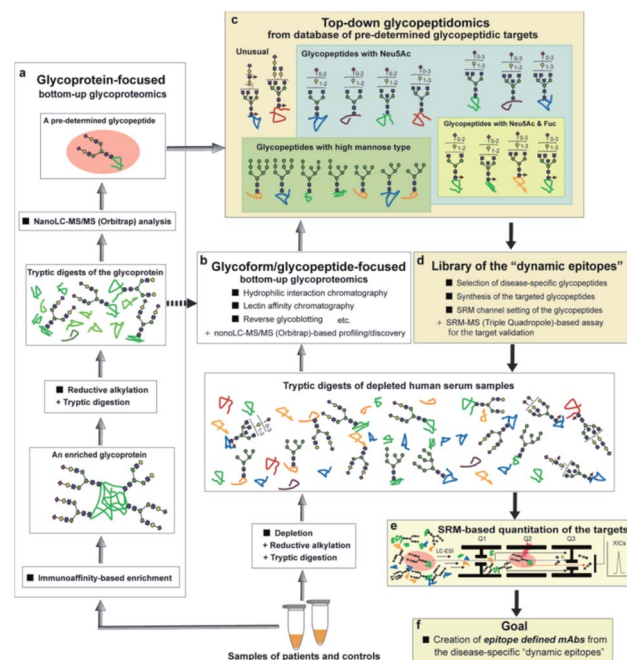 a
Glycoprotein-focused
bottom-up glycoproteomics
A pre-determined glycopeptide
■ NanoLC-MS/MS (Orbitrap) analysis
Tryptic digests of the glycoprotein
■ Reductive alkylation
+ Tryptic digestion
An enriched glycoprotein
■ Immunoaffinity-based enrichment
c
Top-down glycopeptidomics
from database of pre-determined glycopeptidic targets
Unusual
Glycopeptides with Neu5Ac
Glycopeptides with Neu5Ac & Fuc
Glycopeptides with high mannose type
b
Glycoform/glycopeptide-focused
bottom-up glycoproteomics
■ Hydrophilic interaction chromatography
■ Lectin affinity chromatography
■ Reverse glycoblotting etc.
+ nonoLC-MS/MS (Orbitrap)-based profiling/discovery
d
Library of the “dynamic epitopes”
■ Selection of disease-specific glycopeptides
■ Synthesis of the targeted glycopeptides
■ SRM channel setting of the glycopeptides
+ SRM-MS (Triple Quadropole)-based assay
for the target validation
Tryptic digests of depleted human serum samples
■ Depletion
+ Reductive alkylation
+ Tryptic digestion
e
SRM-based quantitation of the targets
LC-ESI
Q1
Q2
Q3
XICs
f
Goal
■ Creation of epitope defined mAbs from
the disease-specific “dynamic epitopes”
Samples of patients and controls